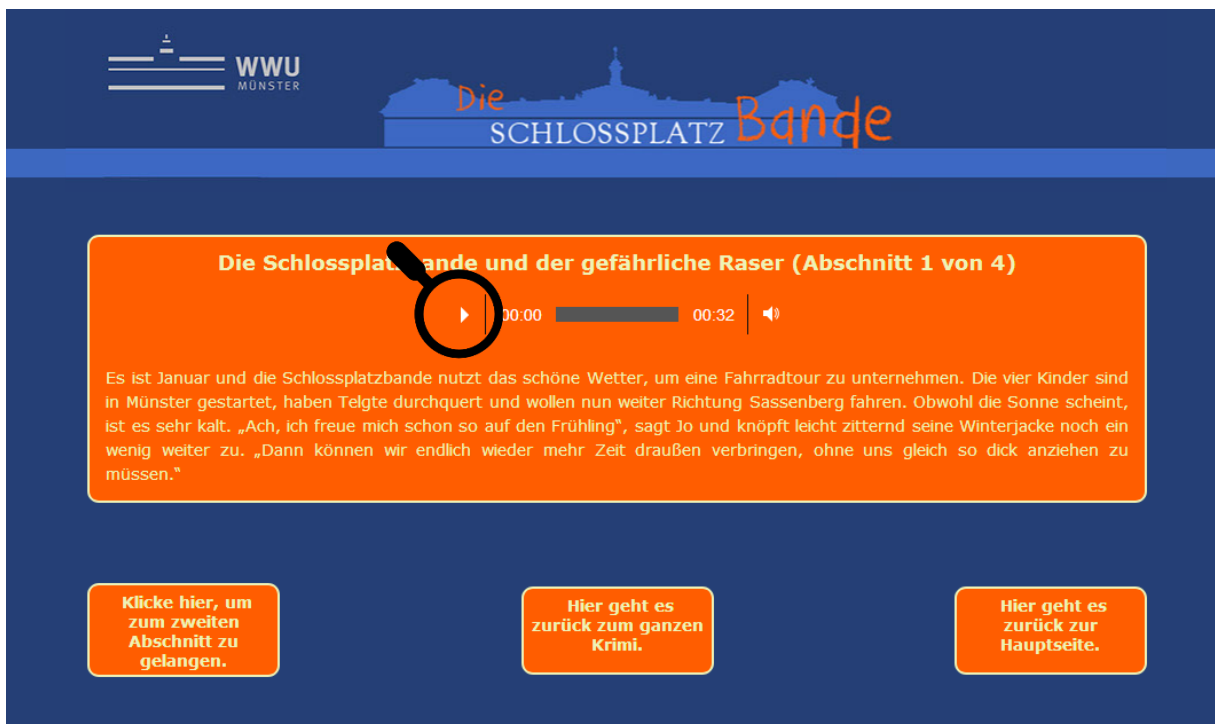 WWU
MÜNSTER
Die
SCHLOSSPLATZ Bande
Die Schlossplatzbande und der gefährliche Raser (Abschnitt 1 von 4)
00:00 00:32
Es ist Januar und die Schlossplatzbande nutzt das schöne Wetter, um eine Fahrradtour zu unternehmen. Die vier Kinder sind
in Münster gestartet, haben Telgte durchquert und wollen nun weiter Richtung Sassenberg fahren. Obwohl die Sonne scheint,
ist es sehr kalt. „Ach, ich freue mich schon so auf den Frühling“, sagt Jo und knöpft leicht zitternd seine Winterjacke noch ein
wenig weiter zu. „Dann können wir endlich wieder mehr Zeit draußen verbringen, ohne uns gleich so dick anziehen zu
müssen.“
Klicke hier, um
zum zweiten
Abschnitt zu
gelangen.
Hier geht es
zurück zum ganzen
Krimi.
Hier geht es
zurück zur
Hauptseite.